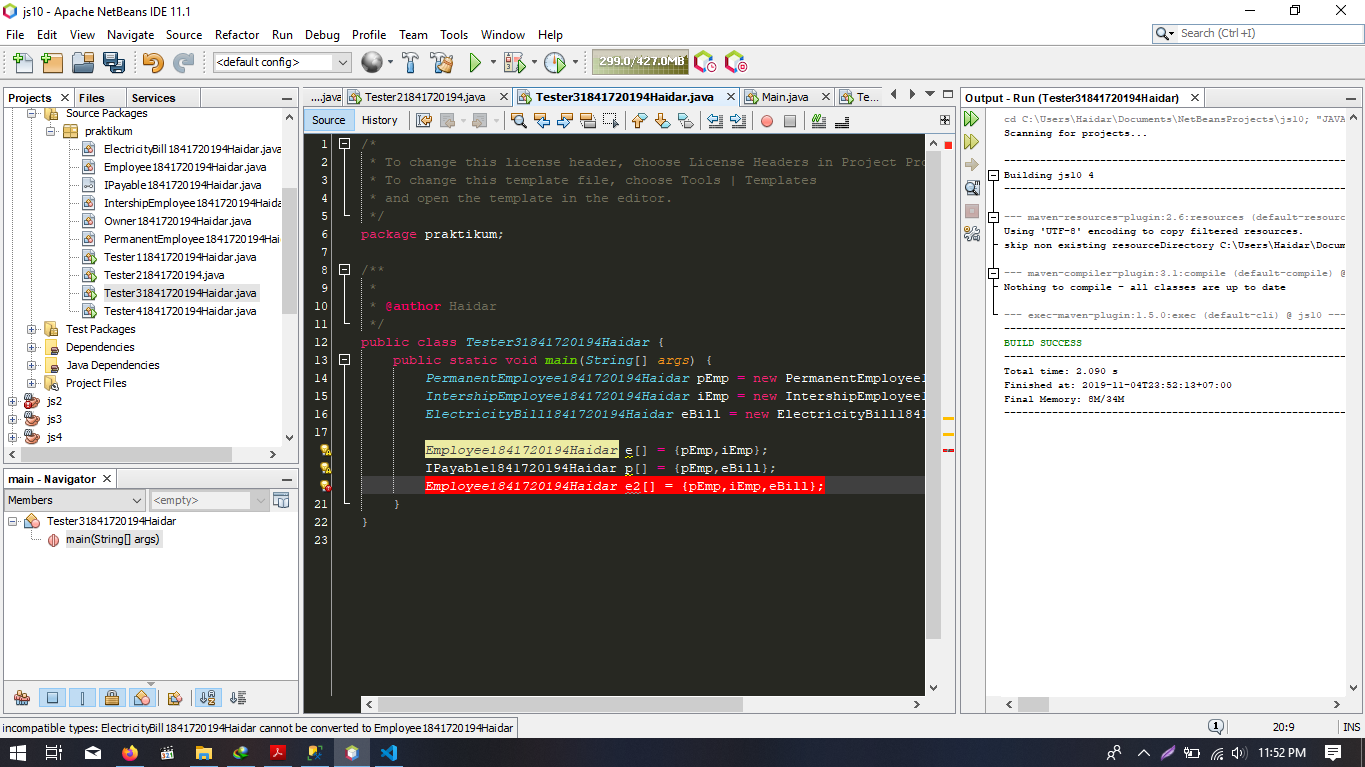 js10 - Apache NetBeans IDE 11.1
File Edit View Navigate Source Refactor Run Debug Profile Team Tools Window Help
Search (Ctrl+I)
<default config>
299.0/427.0MB
Projects
Files
Services
Source Packages
praktikum
ElectricityBill1841720194Haidar.java
Employee1841720194Haidar.java
IPayable1841720194Haidar.java
IntershipEmployee1841720194Haidar.java
Owner1841720194Haidar.java
PermanentEmployee1841720194Hai
Tester11841720194Haidar.java
Tester21841720194.java
Tester31841720194Haidar.java
Tester41841720194Haidar.java
Test Packages
Dependencies
Java Dependencies
Project Files
js2
js3
js4
main - Navigator
Members
<empty>
Tester31841720194Haidar
main(String[] args)
....java
Tester21841720194.java
Tester31841720194Haidar.java
Main.java
Te...
Source
History
1 /*
2 * To change this license header, choose License Headers in Project Pro
3 * To change this template file, choose Tools | Templates
4 * and open the template in the editor.
5 */
6 package praktikum;
7
8 /**
9 *
10 * @author Haidar
11 */
12 public class Tester31841720194Haidar {
13 public static void main(String[] args) {
14 PermanentEmployee1841720194Haidar pEmp = new PermanentEmployee1
15 IntershipEmployee1841720194Haidar iEmp = new IntershipEmployee1
16 ElectricityBill1841720194Haidar eBill = new ElectricityBill1841
17
Employee1841720194Haidar e[] = {pEmp,iEmp};
IPayable1841720194Haidar p[] = {pEmp,eBill};
Employee1841720194Haidar e2[] = {pEmp,iEmp,eBill};
21 }
22 }
23
Output - Run (Tester31841720194Haidar)
cd C:\Users\Haidar\Documents\NetBeansProjects\js10; "JAVA
Scanning for projects...
------------------------------------------------
Building js10 4
------------------------------------------------
--- maven-resources-plugin:2.6:resources (default-resourc
Using 'UTF-8' encoding to copy filtered resources.
skip non existing resourceDirectory C:\Users\Haidar\Docum
--- maven-compiler-plugin:3.1:compile (default-compile) @
Nothing to compile - all classes are up to date
--- exec-maven-plugin:1.5.0:exec (default-cli) @ js10 ---
------------------------------------------------
BUILD SUCCESS
------------------------------------------------
Total time: 2.090 s
Finished at: 2019-11-04T23:52:13+07:00
Final Memory: 8M/34M
------------------------------------------------
incompatible types: ElectricityBill1841720194Haidar cannot be converted to Employee1841720194Haidar
1
20:9
INS
11:52 PM